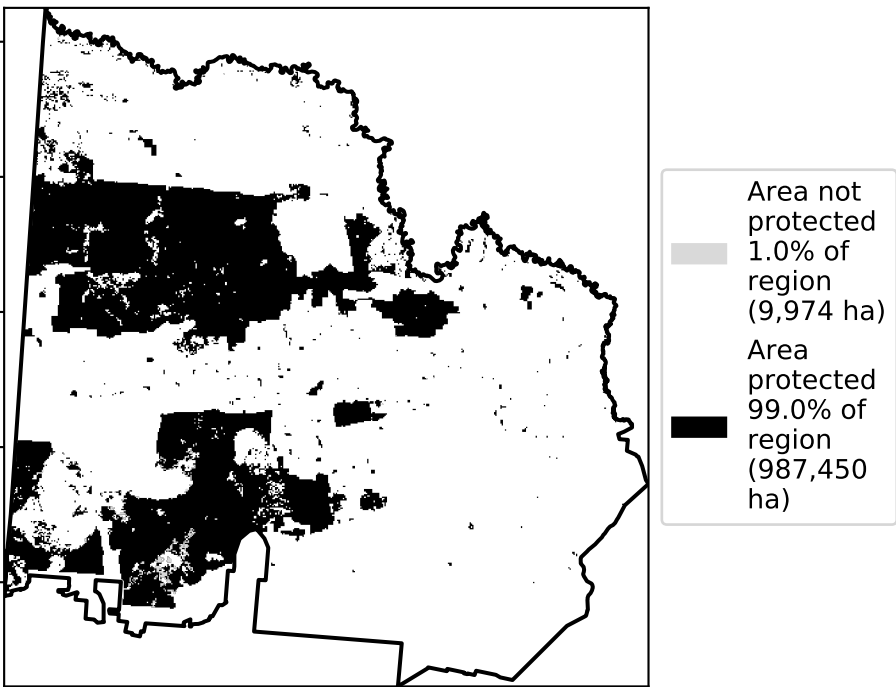 Area not
protected
1.0% of
region
(9,974 ha)
Area
protected
99.0% of
region
(987,450
ha)